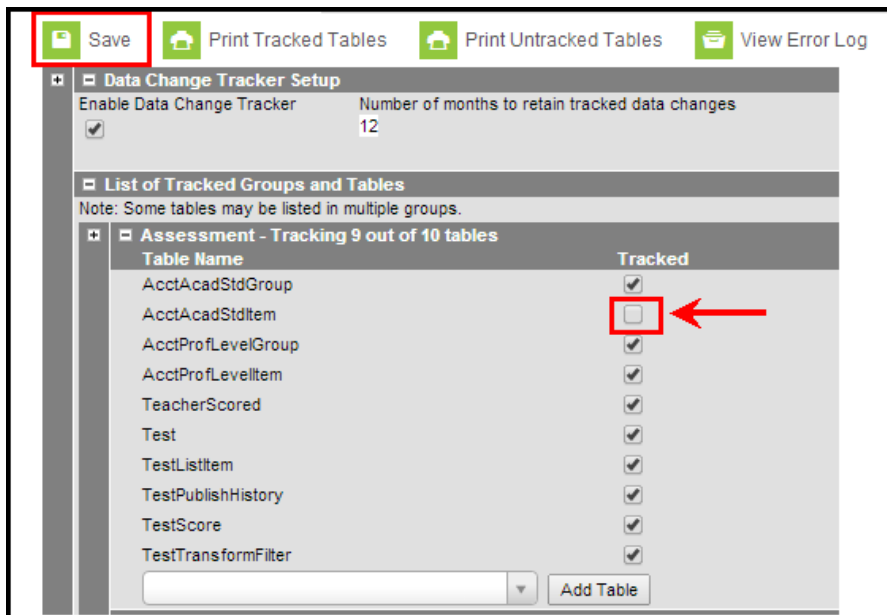 Save Print Tracked Tables Print Untracked Tables View Error Log
Data Change Tracker Setup
Enable Data Change Tracker Number of months to retain tracked data changes
12
List of Tracked Groups and Tables
Note: Some tables may be listed in multiple groups.
Assessment - Tracking 9 out of 10 tables
Table Name Tracked
AcctAcadStdGroup
AcctAcadStdItem
AcctProfLevelGroup
AcctProfLevelItem
TeacherScored
Test
TestListItem
TestPublishHistory
TestScore
TestTransformFilter
Add Table